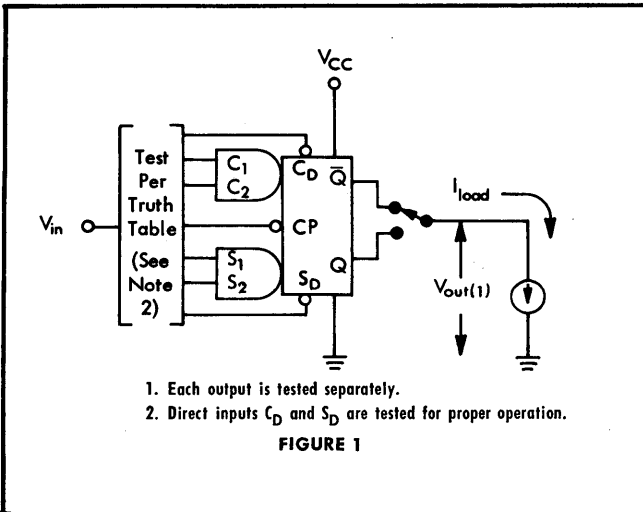 VCC
Test
Per
Truth
Table
(See
Note
2)
Vin
C1
C2
S1
S2
CD
Q̅
CP
Q
SD
Iload
Vout(1)
1. Each output is tested separately.
2. Direct inputs CD and SD are tested for proper operation.
FIGURE 1